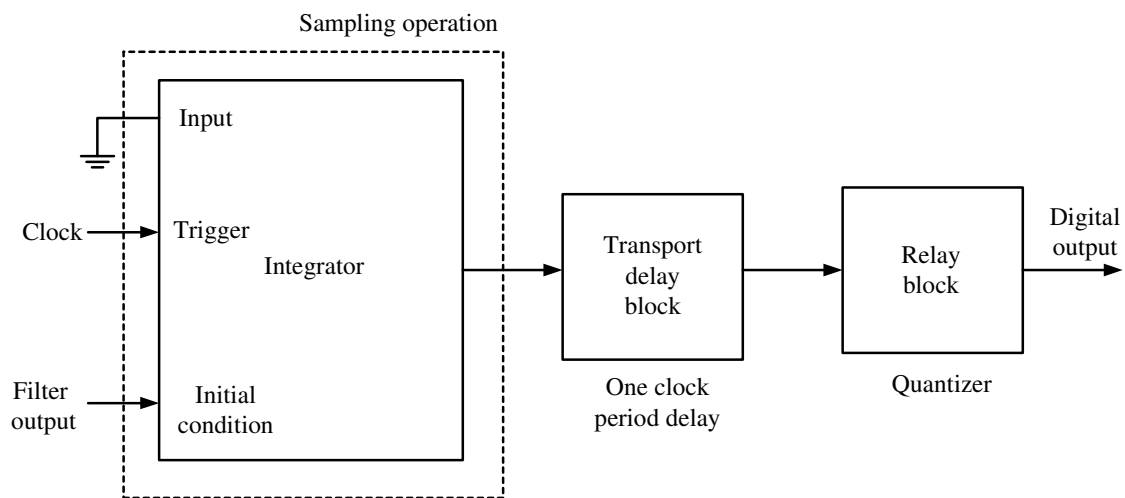 Sampling operation
Input
Clock
Trigger
Integrator
Filter
output
Initial
condition
Transport
delay
block
One clock
period delay
Relay
block
Quantizer
Digital
output